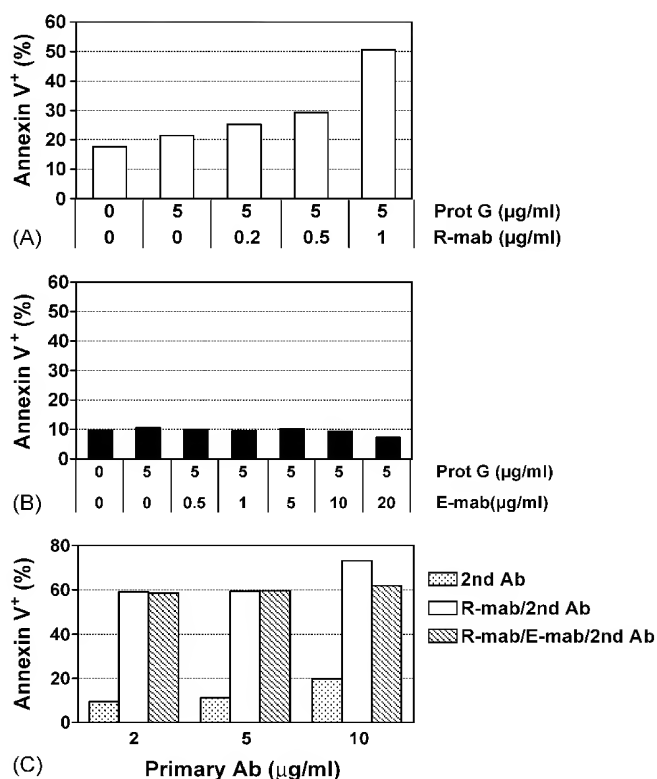 60
50
40
30
20
10
0
Annexin V+ (%)
0 5 5 5 5 Prot G (µg/ml)
(A) 0 0 0.2 0.5 1 R-mab (µg/ml)
60
50
40
30
20
10
0
Annexin V+ (%)
0 5 5 5 5 5 5 Prot G (µg/ml)
(B) 0 0 0.5 1 5 10 20 E-mab(µg/ml)
80
60
40
20
0
Annexin V+ (%)
2nd Ab
R-mab/2nd Ab
R-mab/E-mab/2nd Ab
2 5 10
(C) Primary Ab (µg/ml)